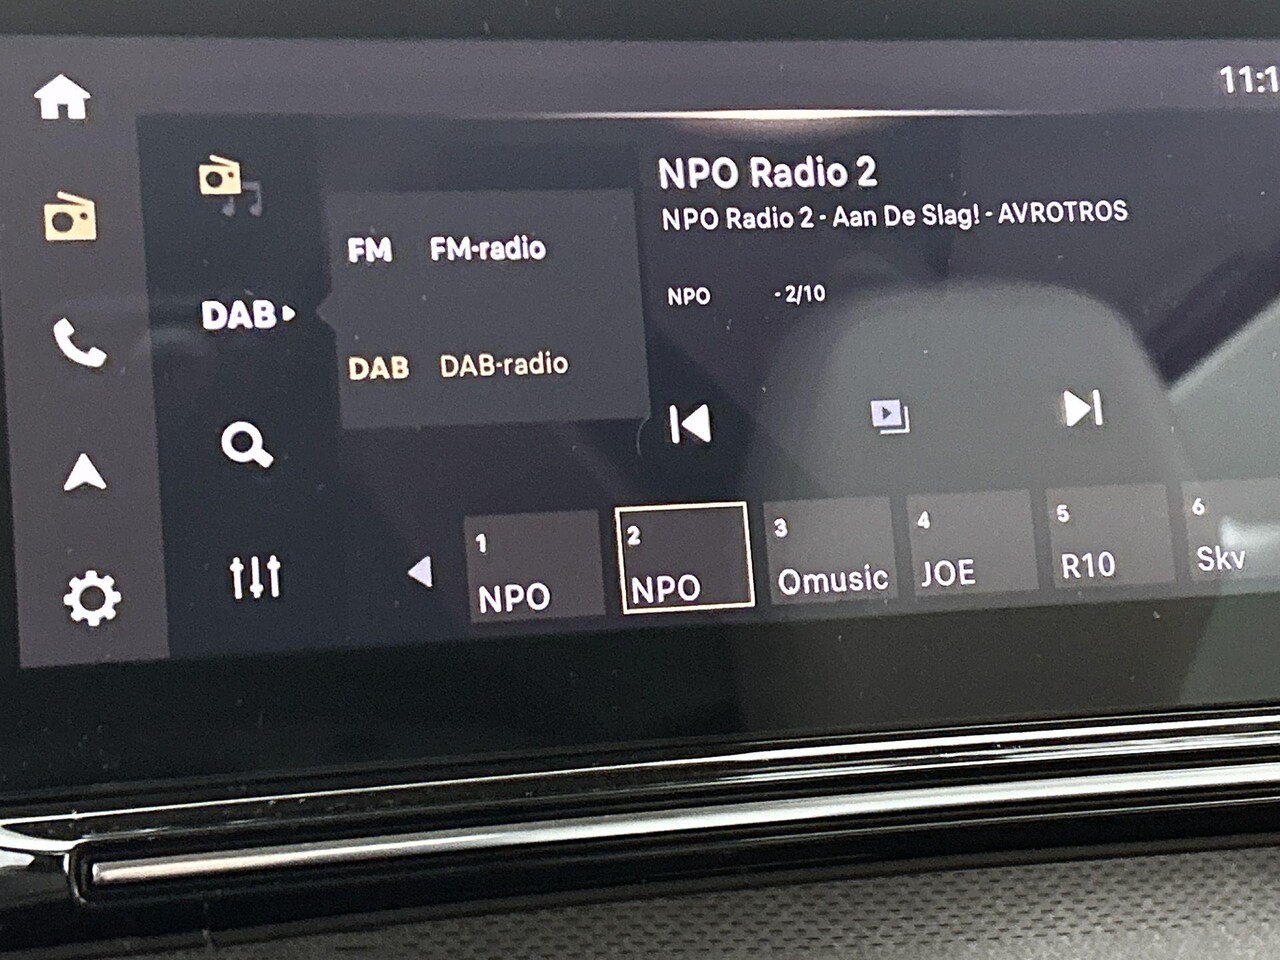 11:1
NPO Radio 2
NPO Radio 2 - Aan De Slag! - AVROTROS
FM FM-radio
NPO - 2/10
DAB
DAB DAB-radio
1 NPO
2 NPO
3 Qmusic
4 JOE
5 R10
6 Sky